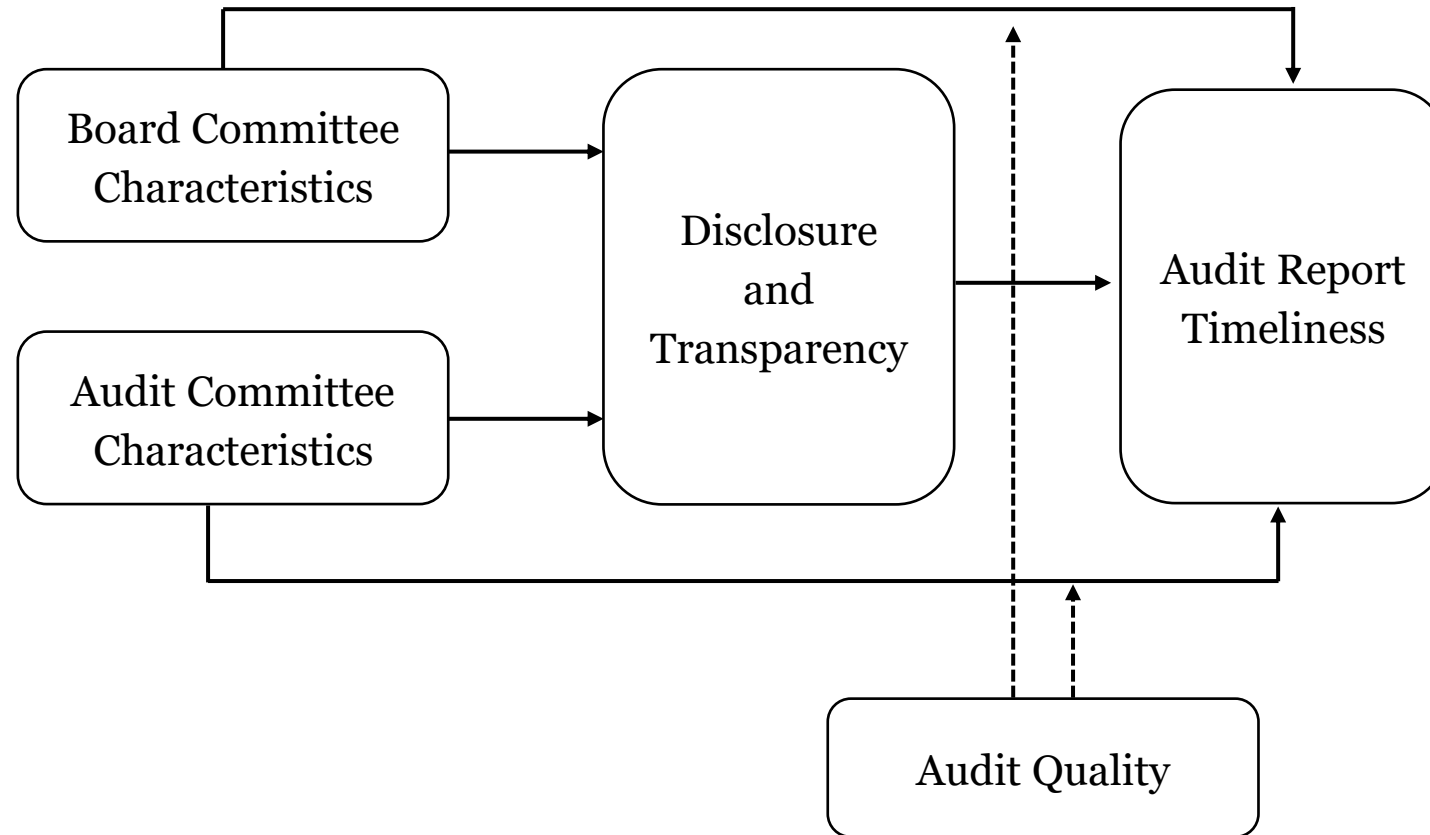 Board Committee
Characteristics
Disclosure
and
Transparency
Audit Report
Timeliness
Audit Committee
Characteristics
Audit Quality